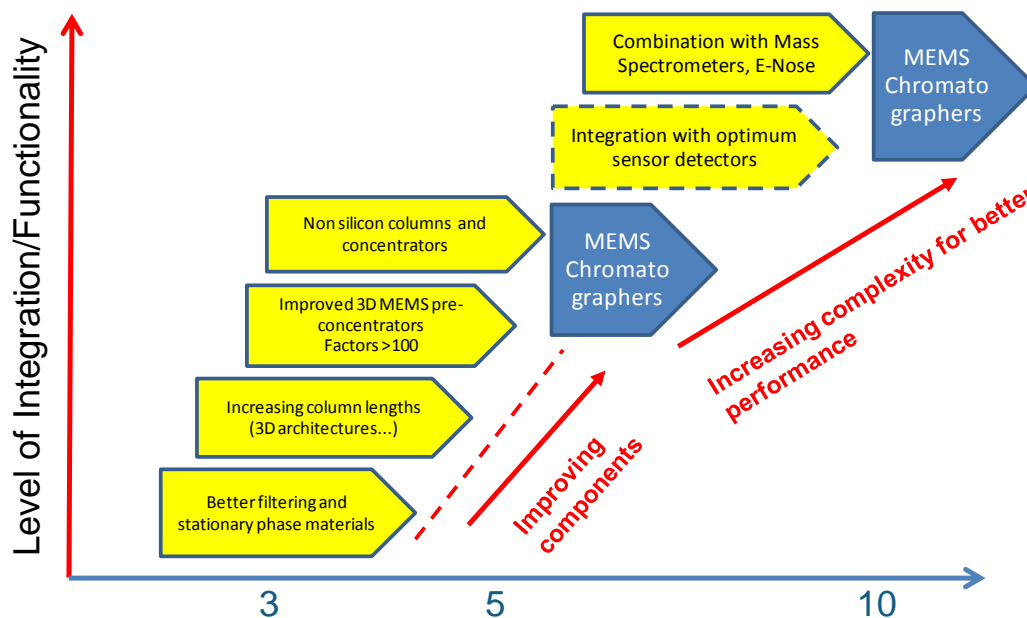 Level of Integration/Functionality
Combination with Mass
Spectrometers, E-Nose
MEMS
Chromato
graphers
Integration with optimum
sensor detectors
Non silicon columns and
concentrators
MEMS
Chromato
graphers
Improved 3D MEMS pre-
concentrators
Factors >100
Increasing column lengths
(3D architectures...)
Better filtering and
stationary phase materials
Improving
components
Increasing complexity for better
performance
3
5
10